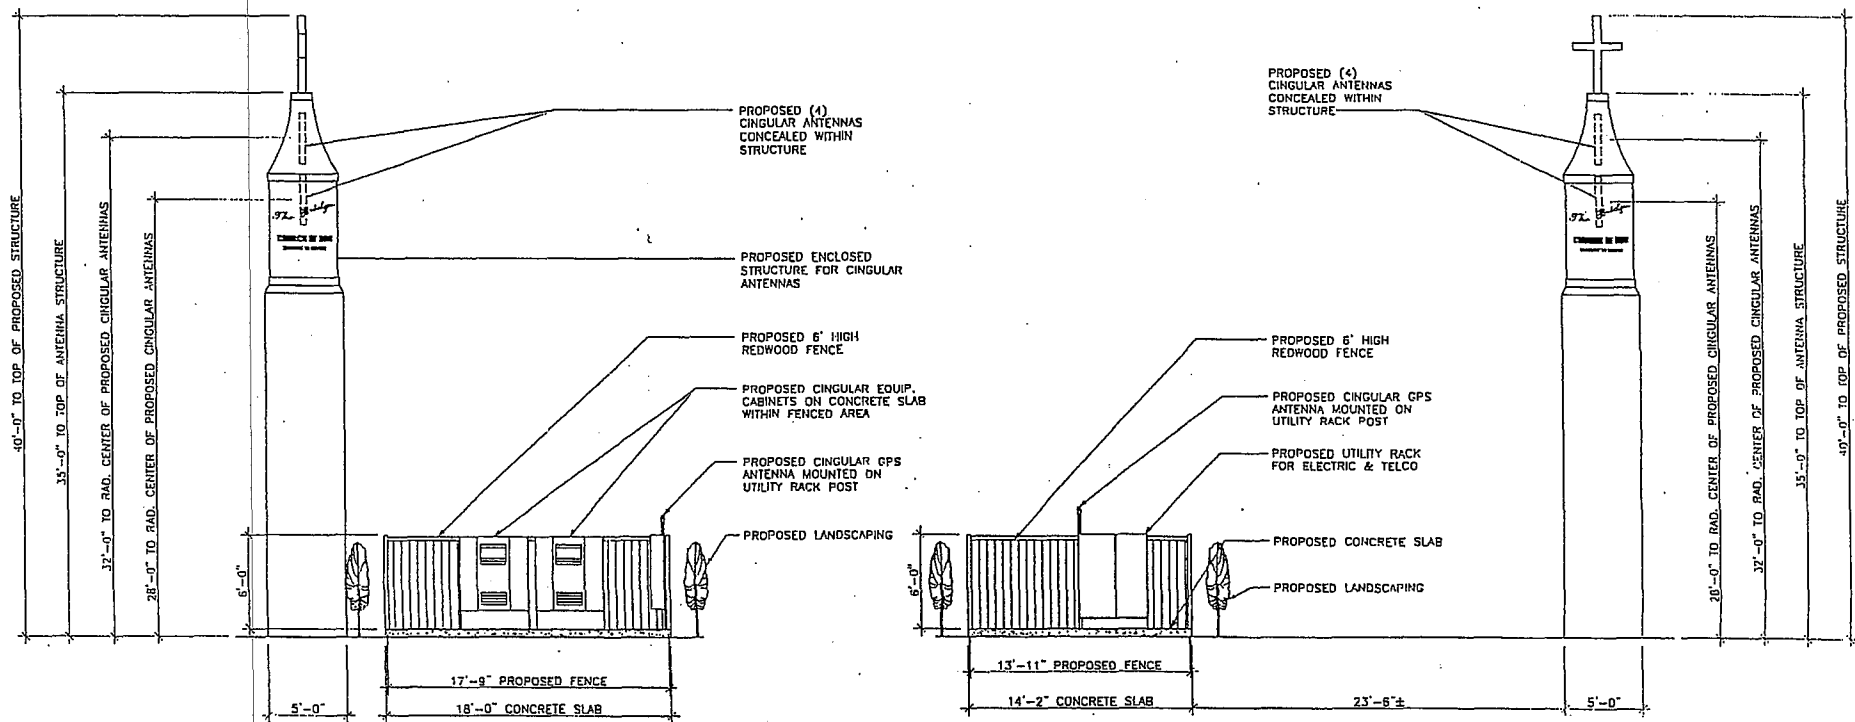 40'-0" TO TOP OF PROPOSED STRUCTURE
35'-0" TO TOP OF ANTENNA STRUCTURE
32'-0" TO RAD. CENTER OF PROPOSED CINGULAR ANTENNAS
28'-0" TO RAD. CENTER OF PROPOSED CINGULAR ANTENNAS
The
CHURCH OF
PROPOSED (4)
CINGULAR ANTENNAS
CONCEALED WITHIN
STRUCTURE
PROPOSED ENCLOSED
STRUCTURE FOR CINGULAR
ANTENNAS
PROPOSED 6' HIGH
REDWOOD FENCE
PROPOSED CINGULAR EQUIP.
CABINETS ON CONCRETE SLAB
WITHIN FENCED AREA
PROPOSED CINGULAR GPS
ANTENNA MOUNTED ON
UTILITY RACK POST
PROPOSED LANDSCAPING
6'-0"
17'-9" PROPOSED FENCE
5'-0"
18'-0" CONCRETE SLAB
PROPOSED (4)
CINGULAR ANTENNAS
CONCEALED WITHIN
STRUCTURE
The
CHURCH OF
PROPOSED 6' HIGH
REDWOOD FENCE
PROPOSED CINGULAR GPS
ANTENNA MOUNTED ON
UTILITY RACK POST
PROPOSED UTILITY RACK
FOR ELECTRIC & TELCO
PROPOSED CONCRETE SLAB
PROPOSED LANDSCAPING
6'-0"
13'-11" PROPOSED FENCE
14'-2" CONCRETE SLAB
23'-6"±
5'-0"
28'-0" TO RAD. CENTER OF PROPOSED CINGULAR ANTENNAS
32'-0" TO RAD. CENTER OF PROPOSED CINGULAR ANTENNAS
35'-0" TO TOP OF ANTENNA STRUCTURE
40'-0" TO TOP OF PROPOSED STRUCTURE